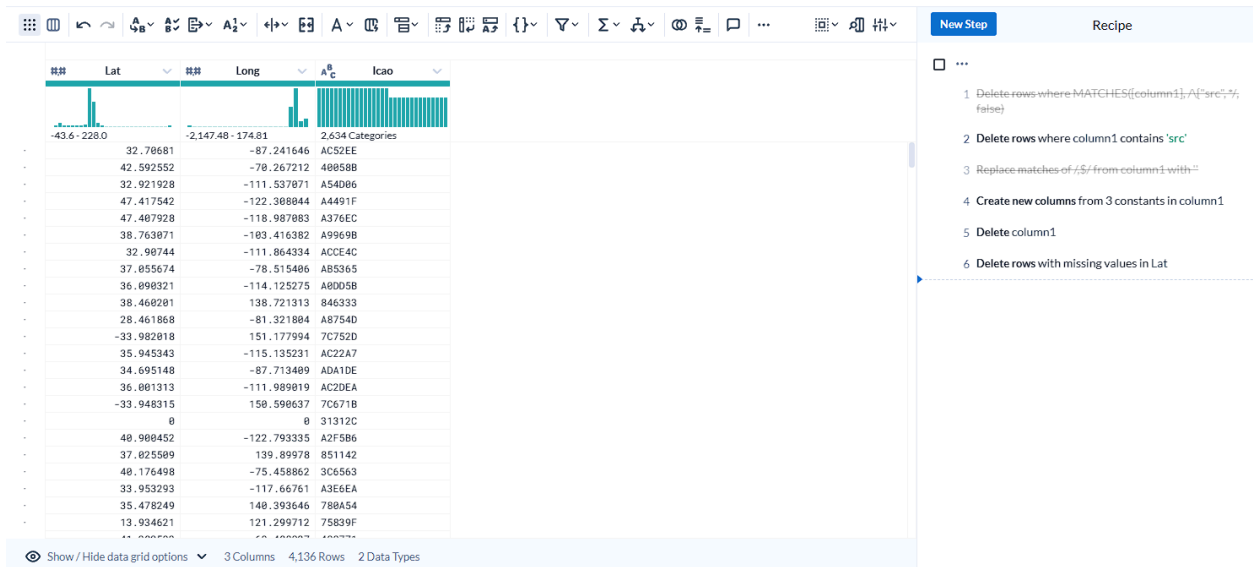 New Step
Recipe
#.# Lat #.# Long ABC Icao
-43.6 - 228.0 -2,147.48 - 174.81 2,634 Categories
32.70681 -87.241646 AC52EE
42.592552 -70.267212 40058B
32.921928 -111.537071 A54D06
47.417542 -122.308044 A4491F
47.407928 -118.987083 A376EC
38.763071 -103.416382 A9969B
32.90744 -111.864334 ACCE4C
37.055674 -78.515406 AB5365
36.090321 -114.125275 A0DD5B
38.460201 138.721313 846333
28.461868 -81.321804 A8754D
-33.982018 151.177994 7C752D
35.945343 -115.135231 AC22A7
34.695148 -87.713409 ADA1DE
36.001313 -111.989019 AC2DEA
-33.948315 150.590637 7C671B
0 0 31312C
40.900452 -122.793335 A2F5B6
37.025509 139.89978 851142
40.176498 -75.458862 3C6563
33.953293 -117.66761 A3E6EA
35.478249 140.393646 780A54
13.934621 121.299712 75839F
Show / Hide data grid options 3 Columns 4,136 Rows 2 Data Types
1 Delete rows where MATCHES([column1], /\["src",*/,
false)
2 Delete rows where column1 contains 'src'
3 Replace matches of /,$/ from column1 with ''
4 Create new columns from 3 constants in column1
5 Delete column1
6 Delete rows with missing values in Lat